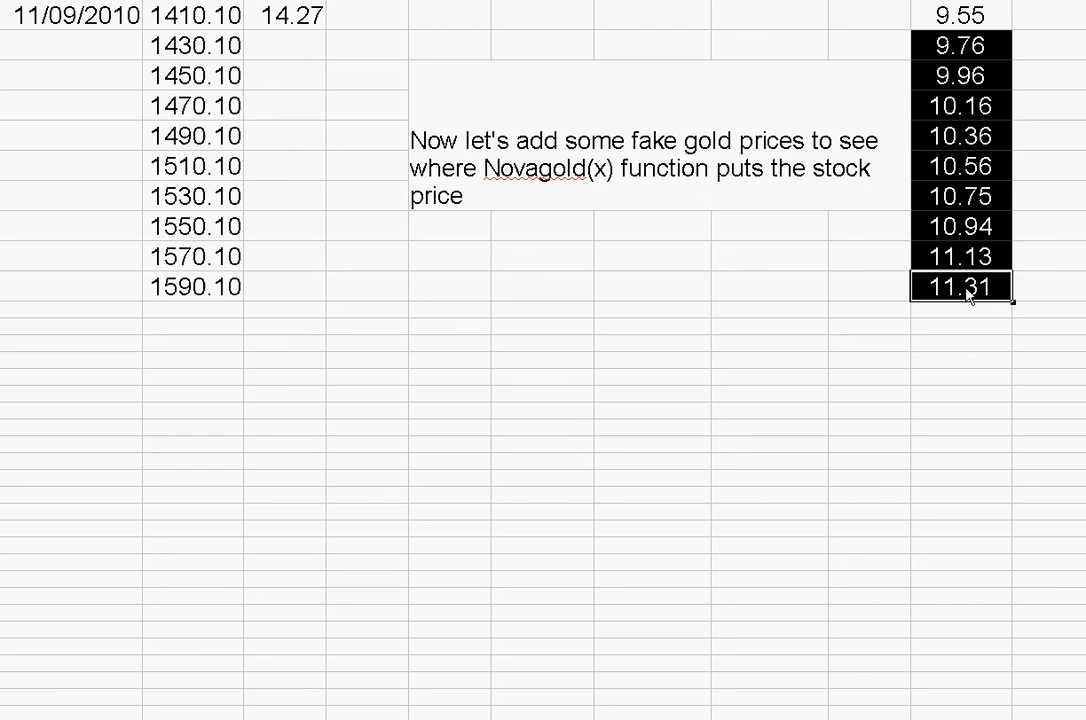 11/09/2010 1410.10 14.27 9.55
1430.10 9.76
1450.10 9.96
1470.10 10.16
1490.10 10.36
1510.10 10.56
1530.10 10.75
1550.10 10.94
1570.10 11.13
1590.10 11.31
Now let's add some fake gold prices to see
where Novagold(x) function puts the stock
price